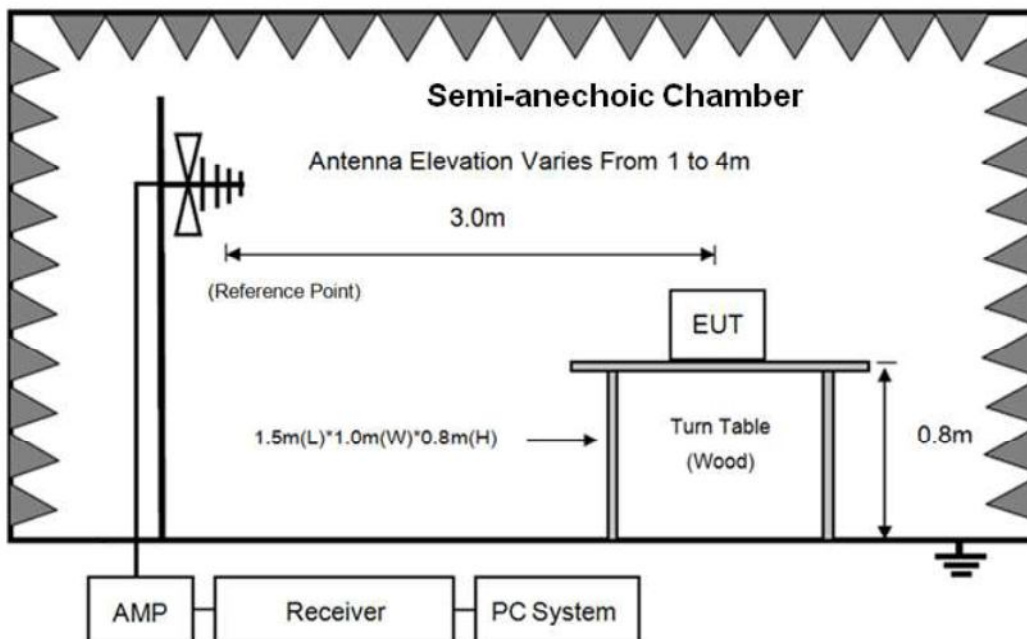 Semi-anechoic Chamber
Antenna Elevation Varies From 1 to 4m
3.0m
(Reference Point)
EUT
1.5m(L)*1.0m(W)*0.8m(H)
Turn Table
(Wood)
0.8m
AMP
Receiver
PC System